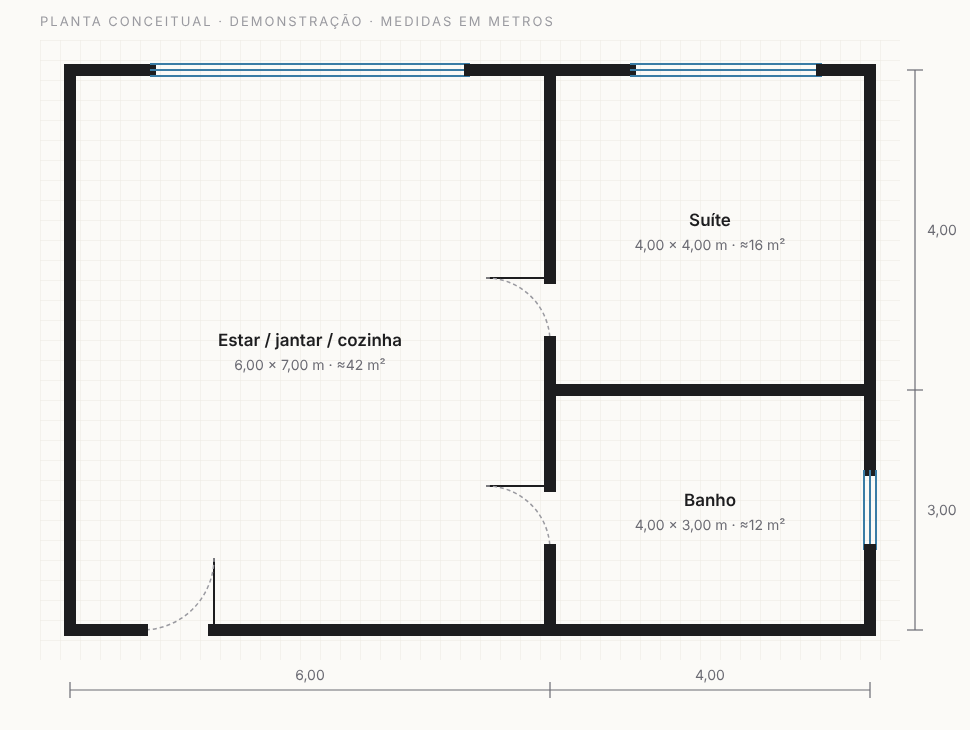 PLANTA CONCEITUAL · DEMONSTRAÇÃO · MEDIDAS EM METROS
Suíte
4,00 × 4,00 m · ≈16 m²
4,00
Estar / jantar / cozinha
6,00 × 7,00 m · ≈42 m²
Banho
4,00 × 3,00 m · ≈12 m²
3,00
6,00
4,00